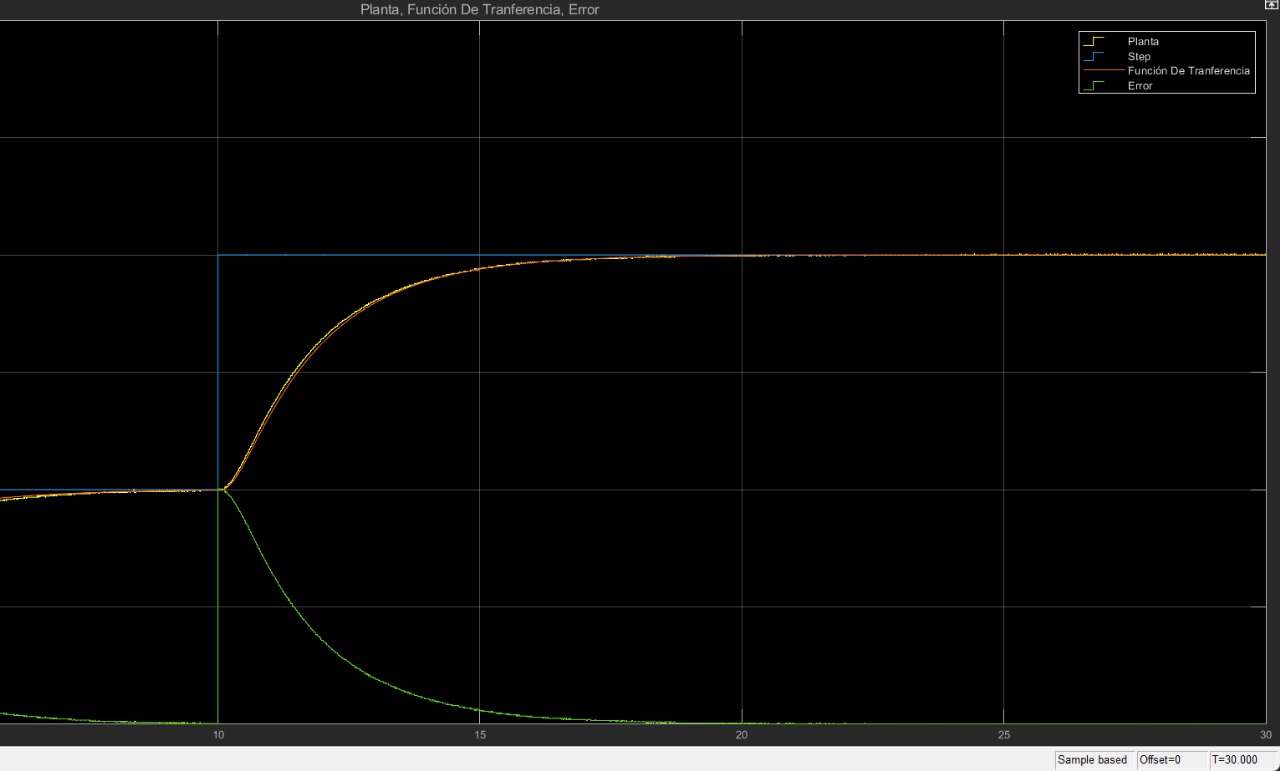 Planta, Función De Tranferencia, Error
Planta
Step
Función De Tranferencia
Error
10
15
20
25
30
Sample based
Offset=0
T=30.000